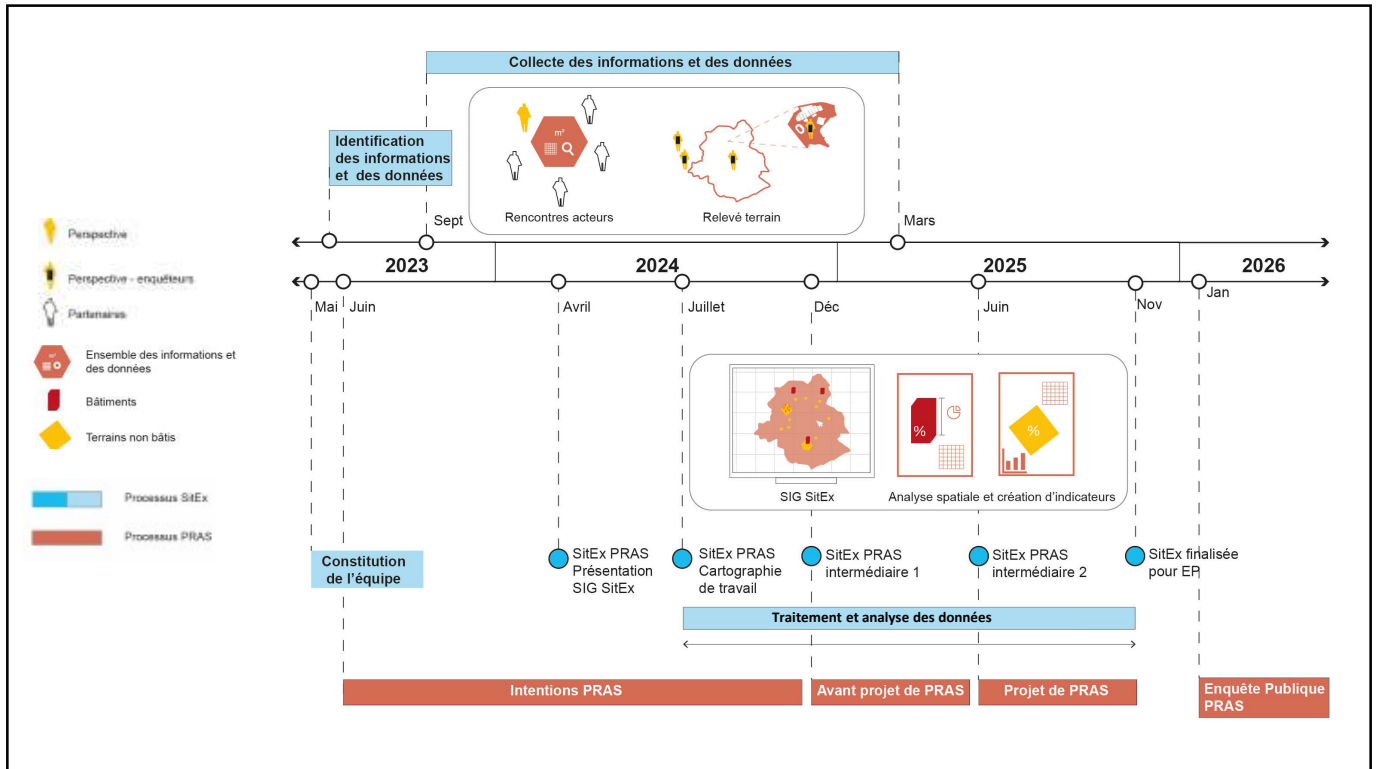 Collecte des informations et des données
Identification
des informations
et des données
m²
Rencontres acteurs
Relevé terrain
Sept
Mars
2023
2024
2025
2026
Mai
Juin
Avril
Juillet
Déc
Juin
Nov
Jan
Perspective
Perspective - enquêteurs
Partenaires
m²
Ensemble des informations et
des données
Bâtiments
Terrains non bâtis
Processus SitEx
Processus PRAS
%
%
SIG SitEx
Analyse spatiale et création d'indicateurs
Constitution
de l'équipe
SitEx PRAS
Présentation
SIG SitEx
SitEx PRAS
Cartographie
de travail
SitEx PRAS
intermédiaire 1
SitEx PRAS
intermédiaire 2
SitEx finalisée
pour EP
Traitement et analyse des données
Intentions PRAS
Avant projet de PRAS
Projet de PRAS
Enquête Publique
PRAS